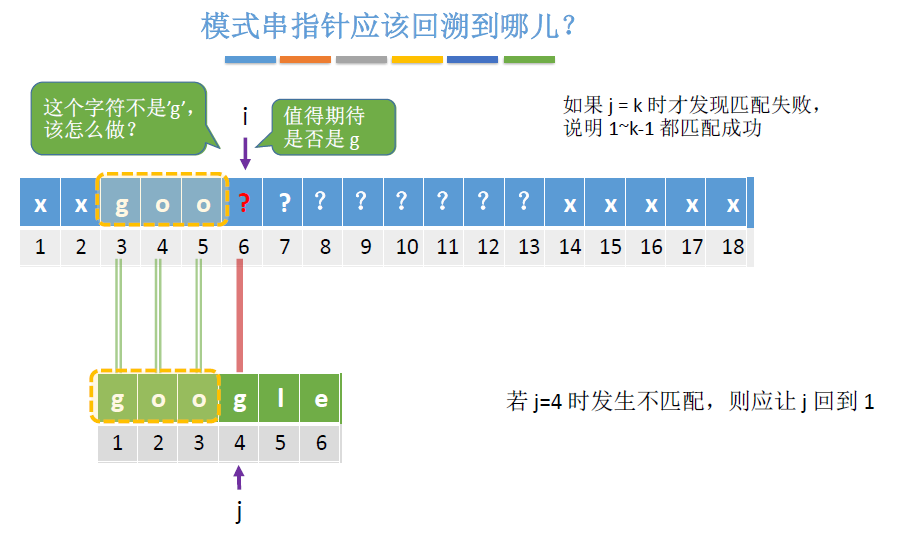 模式串指针应该回溯到哪儿？
这个字符不是‘g’，
该怎么做？
i
值得期待
是否是 g
如果 j = k 时才发现匹配失败，
说明 1~k-1 都匹配成功
x x g o o ? ? ? ? ? ? ? ? x x x x x
1 2 3 4 5 6 7 8 9 10 11 12 13 14 15 16 17 18
g o o g l e
1 2 3 4 5 6
若 j=4 时发生不匹配，则应让 j 回到 1
j